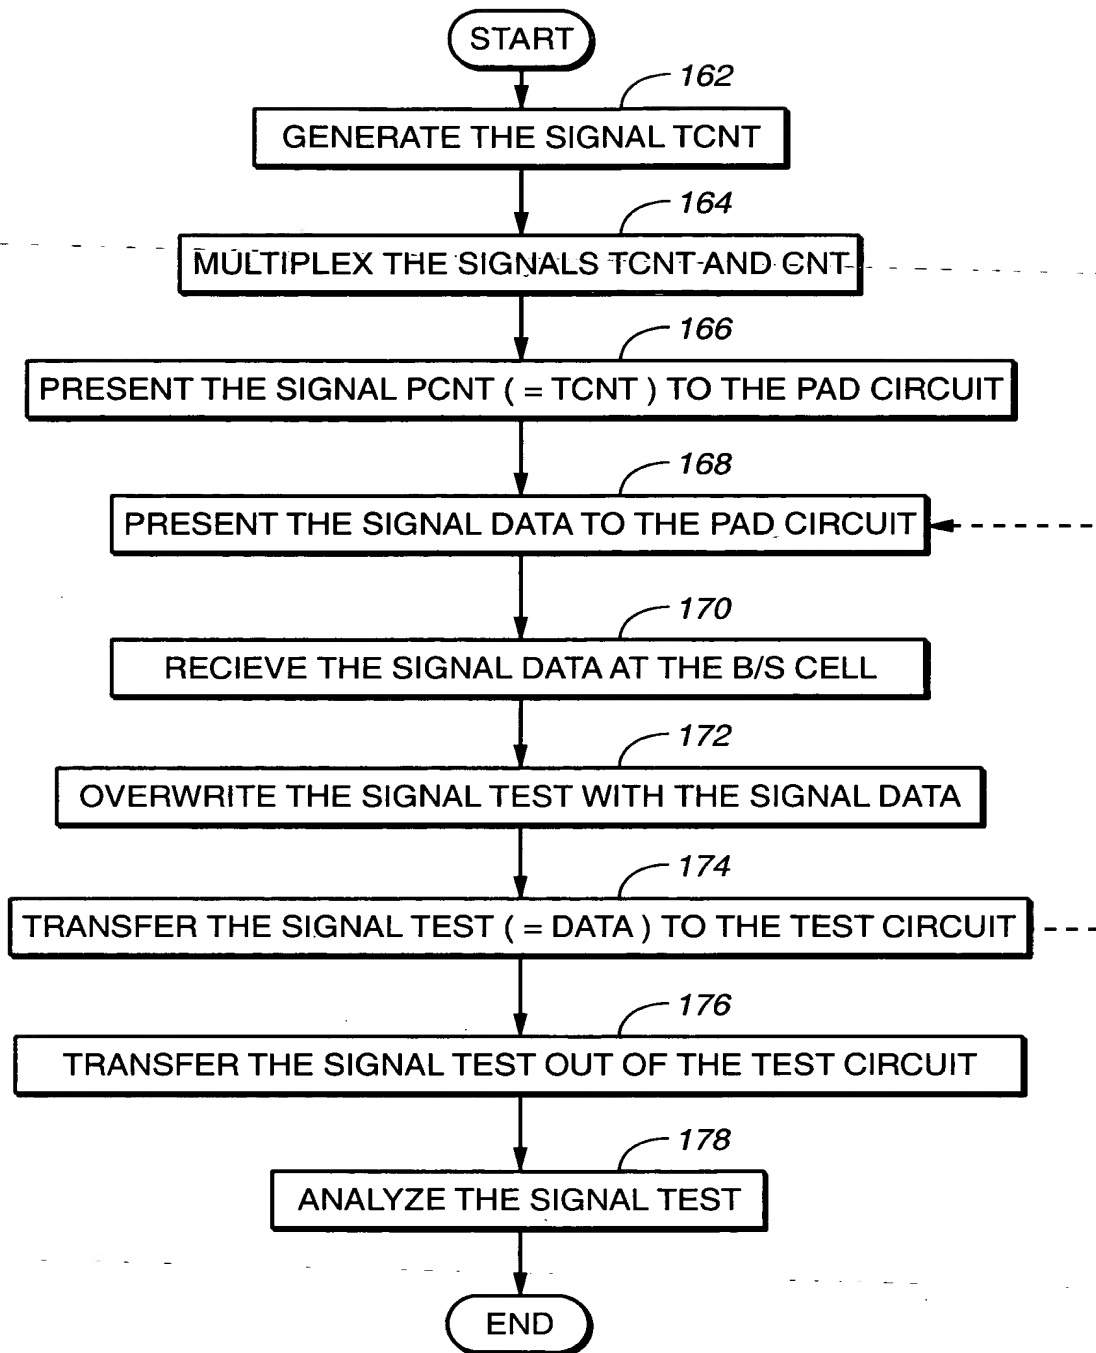 START
162
GENERATE THE SIGNAL TCNT
164
MULTIPLEX THE SIGNALS TCNT AND CNT
166
PRESENT THE SIGNAL PCNT ( = TCNT ) TO THE PAD CIRCUIT
168
PRESENT THE SIGNAL DATA TO THE PAD CIRCUIT
170
RECIEVE THE SIGNAL DATA AT THE B/S CELL
172
OVERWRITE THE SIGNAL TEST WITH THE SIGNAL DATA
174
TRANSFER THE SIGNAL TEST ( = DATA ) TO THE TEST CIRCUIT
176
TRANSFER THE SIGNAL TEST OUT OF THE TEST CIRCUIT
178
ANALYZE THE SIGNAL TEST
END